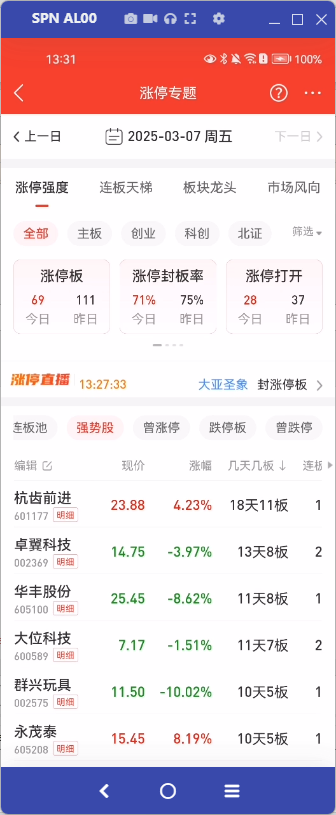 SPN AL00
13:31
100%
涨停专题
上一日
2025-03-07 周五
下一日
涨停强度 连板天梯 板块龙头 市场风向
全部 主板 创业 科创 北证 筛选
涨停板 涨停封板率 涨停打开
69 111 71% 75% 28 37
今日 昨日 今日 昨日 今日 昨日
涨停直播 13:27:33 大亚圣象 封涨停板
连板池 强势股 曾涨停 跌停板 曾跌停
编辑 现价 涨幅 几天几板 连板
杭齿前进 23.88 4.23% 18天11板 1
601177 明细
卓翼科技 14.75 -3.97% 13天8板 2
002369 明细
华丰股份 25.45 -8.62% 11天8板 1
605100 明细
大位科技 7.17 -1.51% 11天7板 2
600589 明细
群兴玩具 11.50 -10.02% 10天5板 1
002575 明细
永茂泰 15.45 8.19% 10天5板 1
605208 明细